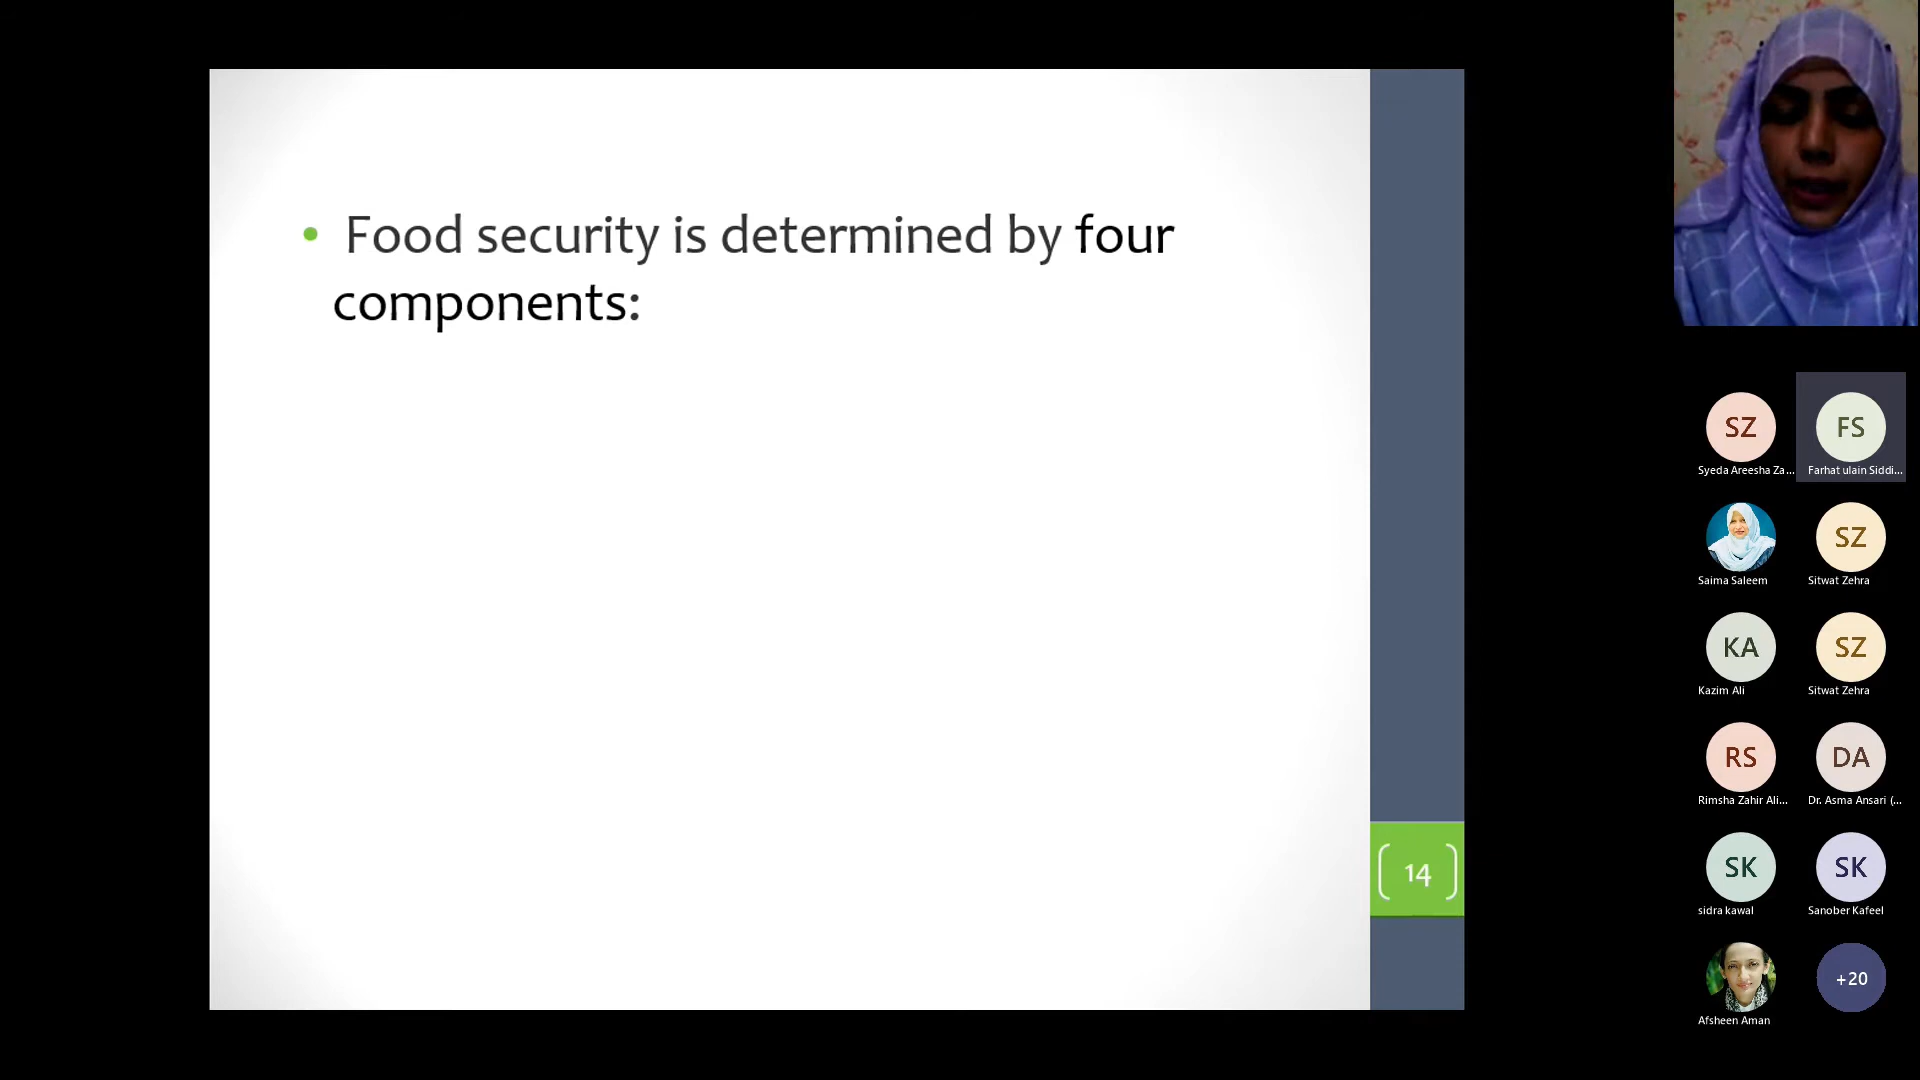 • Food security is determined by four
components:
14
SZ
FS
Syeda Areesha Za...
Farhat ulain Siddi...
SZ
Saima Saleem
Sitwat Zehra
KA
SZ
Kazim Ali
Sitwat Zehra
RS
DA
Rimsha Zahir Ali...
Dr. Asma Ansari (...
SK
SK
sidra kawal
Sanober Kafeel
+20
Afsheen Aman